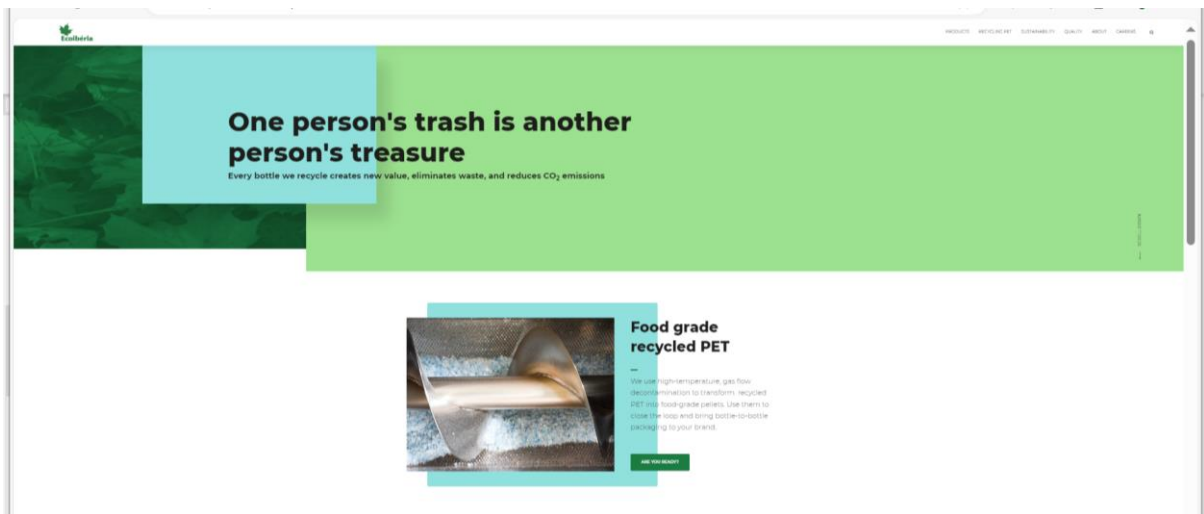 Ecoibéria
PRODUCTS RECYCLING PET SUSTAINABILITY QUALITY ABOUT CAREERS
One person's trash is another
person's treasure
Every bottle we recycle creates new value, eliminates waste, and reduces CO₂ emissions
Food grade
recycled PET
We use high-temperature, gas flow
decontamination to transform recycled
PET into food-grade pellets. Use them to
close the loop and bring bottle-to-bottle
packaging to your brand.
ARE YOU READY?